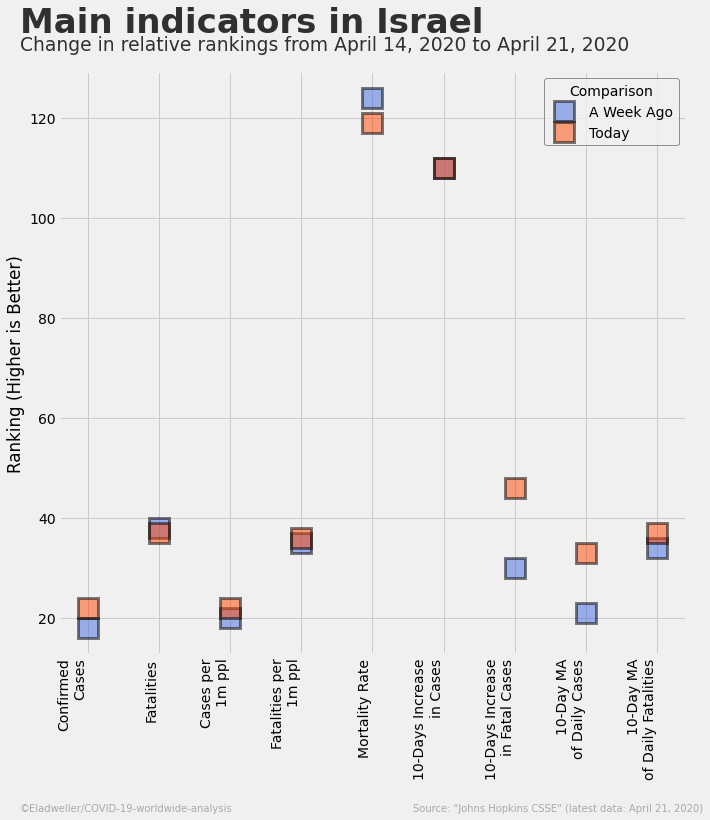 Main indicators in Israel
Change in relative rankings from April 14, 2020 to April 21, 2020
Comparison
A Week Ago
Today
Ranking (Higher is Better)
120
100
80
60
40
20
Confirmed
Cases
Fatalities
Cases per
1m ppl
Fatalities per
1m ppl
Mortality Rate
10-Days Increase
in Cases
10-Days Increase
in Fatal Cases
10-Day MA
of Daily Cases
10-Day MA
of Daily Fatalities
©Eladweller/COVID-19-worldwide-analysis
Source: "Johns Hopkins CSSE" (latest data: April 21, 2020)